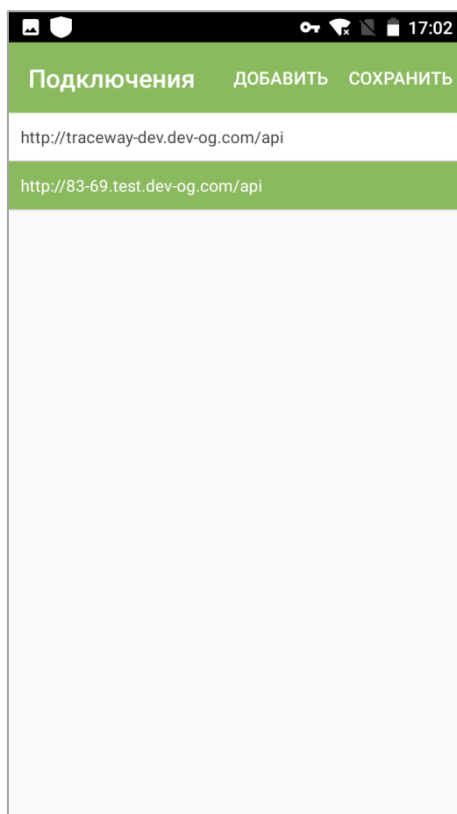 17:02
Подключения ДОБАВИТЬ СОХРАНИТЬ
http://traceway-dev.dev-og.com/api
http://83-69.test.dev-og.com/api